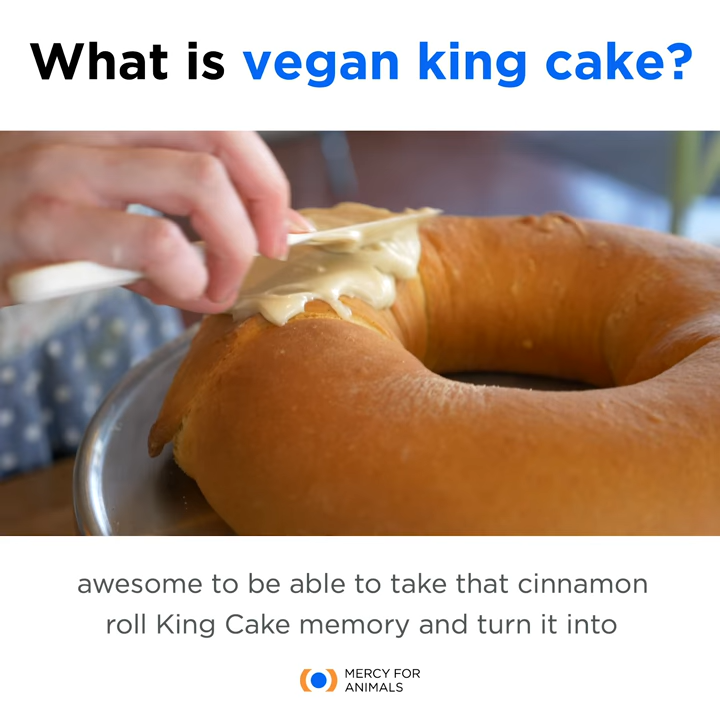 What is vegan king cake?
awesome to be able to take that cinnamon
roll King Cake memory and turn it into
MERCY FOR
ANIMALS